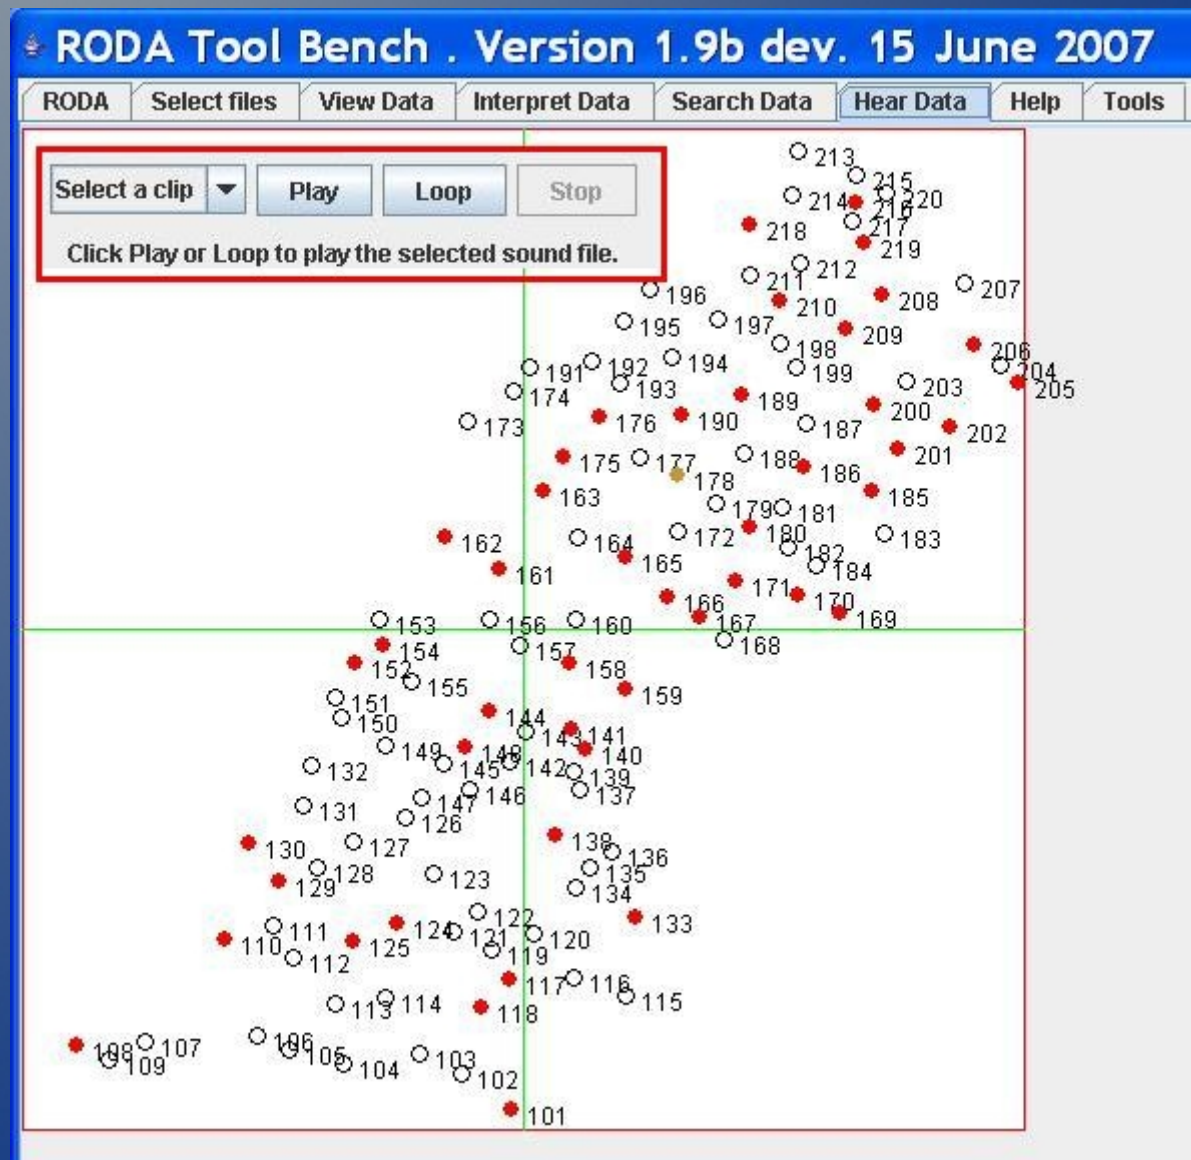 RODA Tool Bench . Version 1.9b dev. 15 June 2007
RODA Select files View Data Interpret Data Search Data Hear Data Help Tools
Select a clip Play Loop Stop
Click Play or Loop to play the selected sound file.
213
215
214 216 220
218 217
219
212
211
196 210 208 207
195 197 209
198 206
191 192 194 199 204
174 193 203 205
176 190 189 200
173 187 202
175 177 188 201
178 186
163 185
179 181
162 164 172 180 183
165 182
161 184
166 171 170
153 156 160 167 169
154 157 168
152 158
155 159
151
150 144
143 141
149 148 140
132 145 142 139
146 137
147
131 126
130 127 138
128 136
129 123 135
134
122
111 124 133
110 125 121 120
112 119
117 116
113 114 115
118
108 107 106
109 105 103
104 102
101